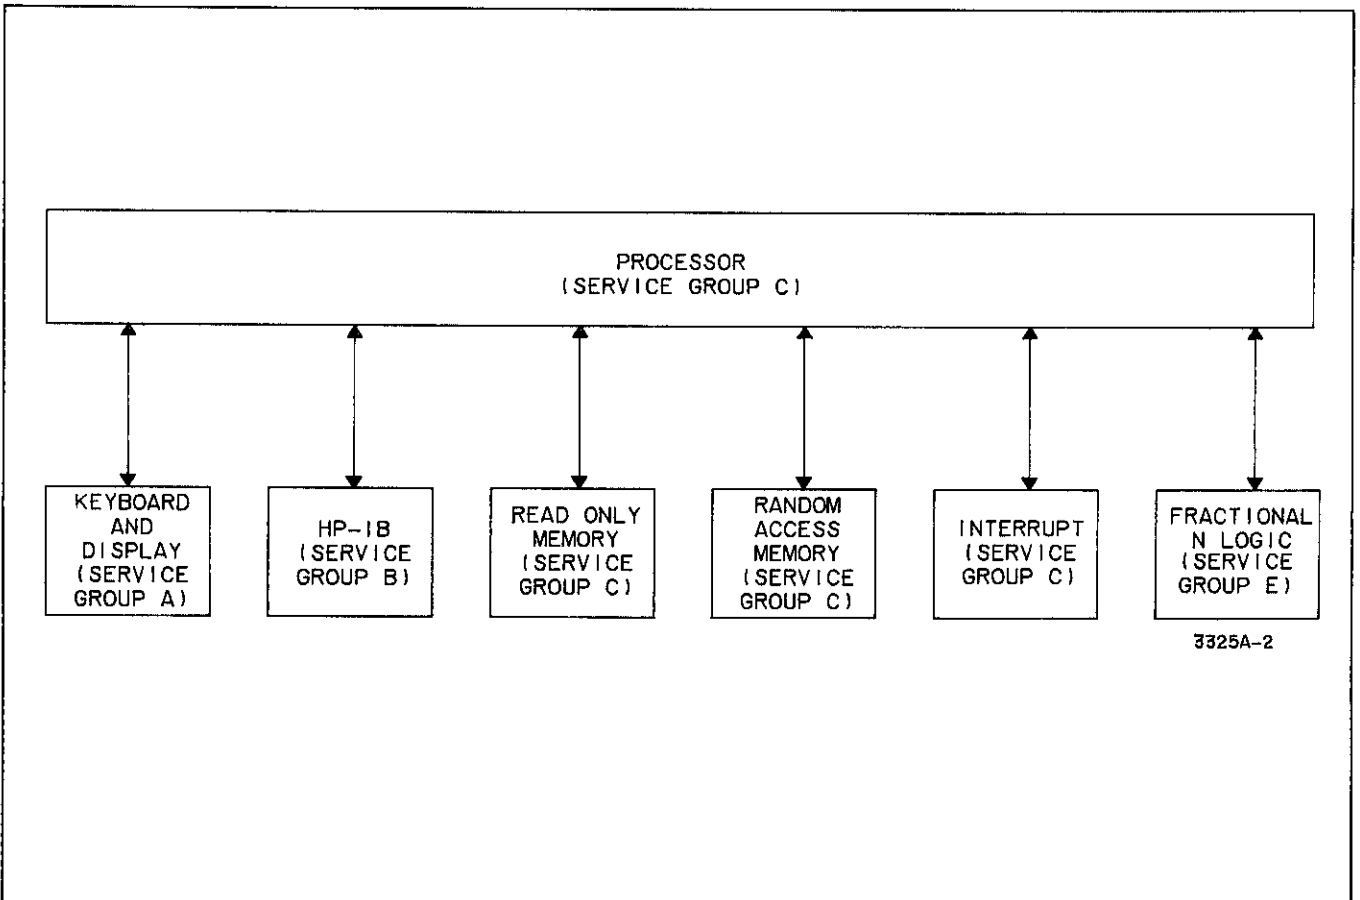 PROCESSOR
(SERVICE GROUP C)
KEYBOARD
AND
DISPLAY
(SERVICE
GROUP A)
HP-IB
(SERVICE
GROUP B)
READ ONLY
MEMORY
(SERVICE
GROUP C)
RANDOM
ACCESS
MEMORY
(SERVICE
GROUP C)
INTERRUPT
(SERVICE
GROUP C)
FRACTIONAL
N LOGIC
(SERVICE
GROUP E)
3325A-2